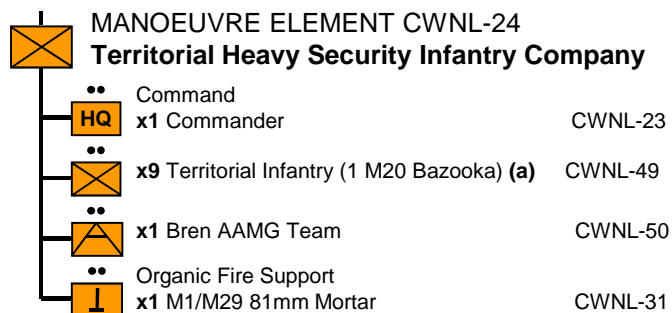 MANOEUVRE ELEMENT CWNL-24
Territorial Heavy Security Infantry Company
Command
HQ x1 Commander CWNL-23
x9 Territorial Infantry (1 M20 Bazooka) (a) CWNL-49
x1 Bren AAMG Team CWNL-50
Organic Fire Support
x1 M1/M29 81mm Mortar CWNL-31